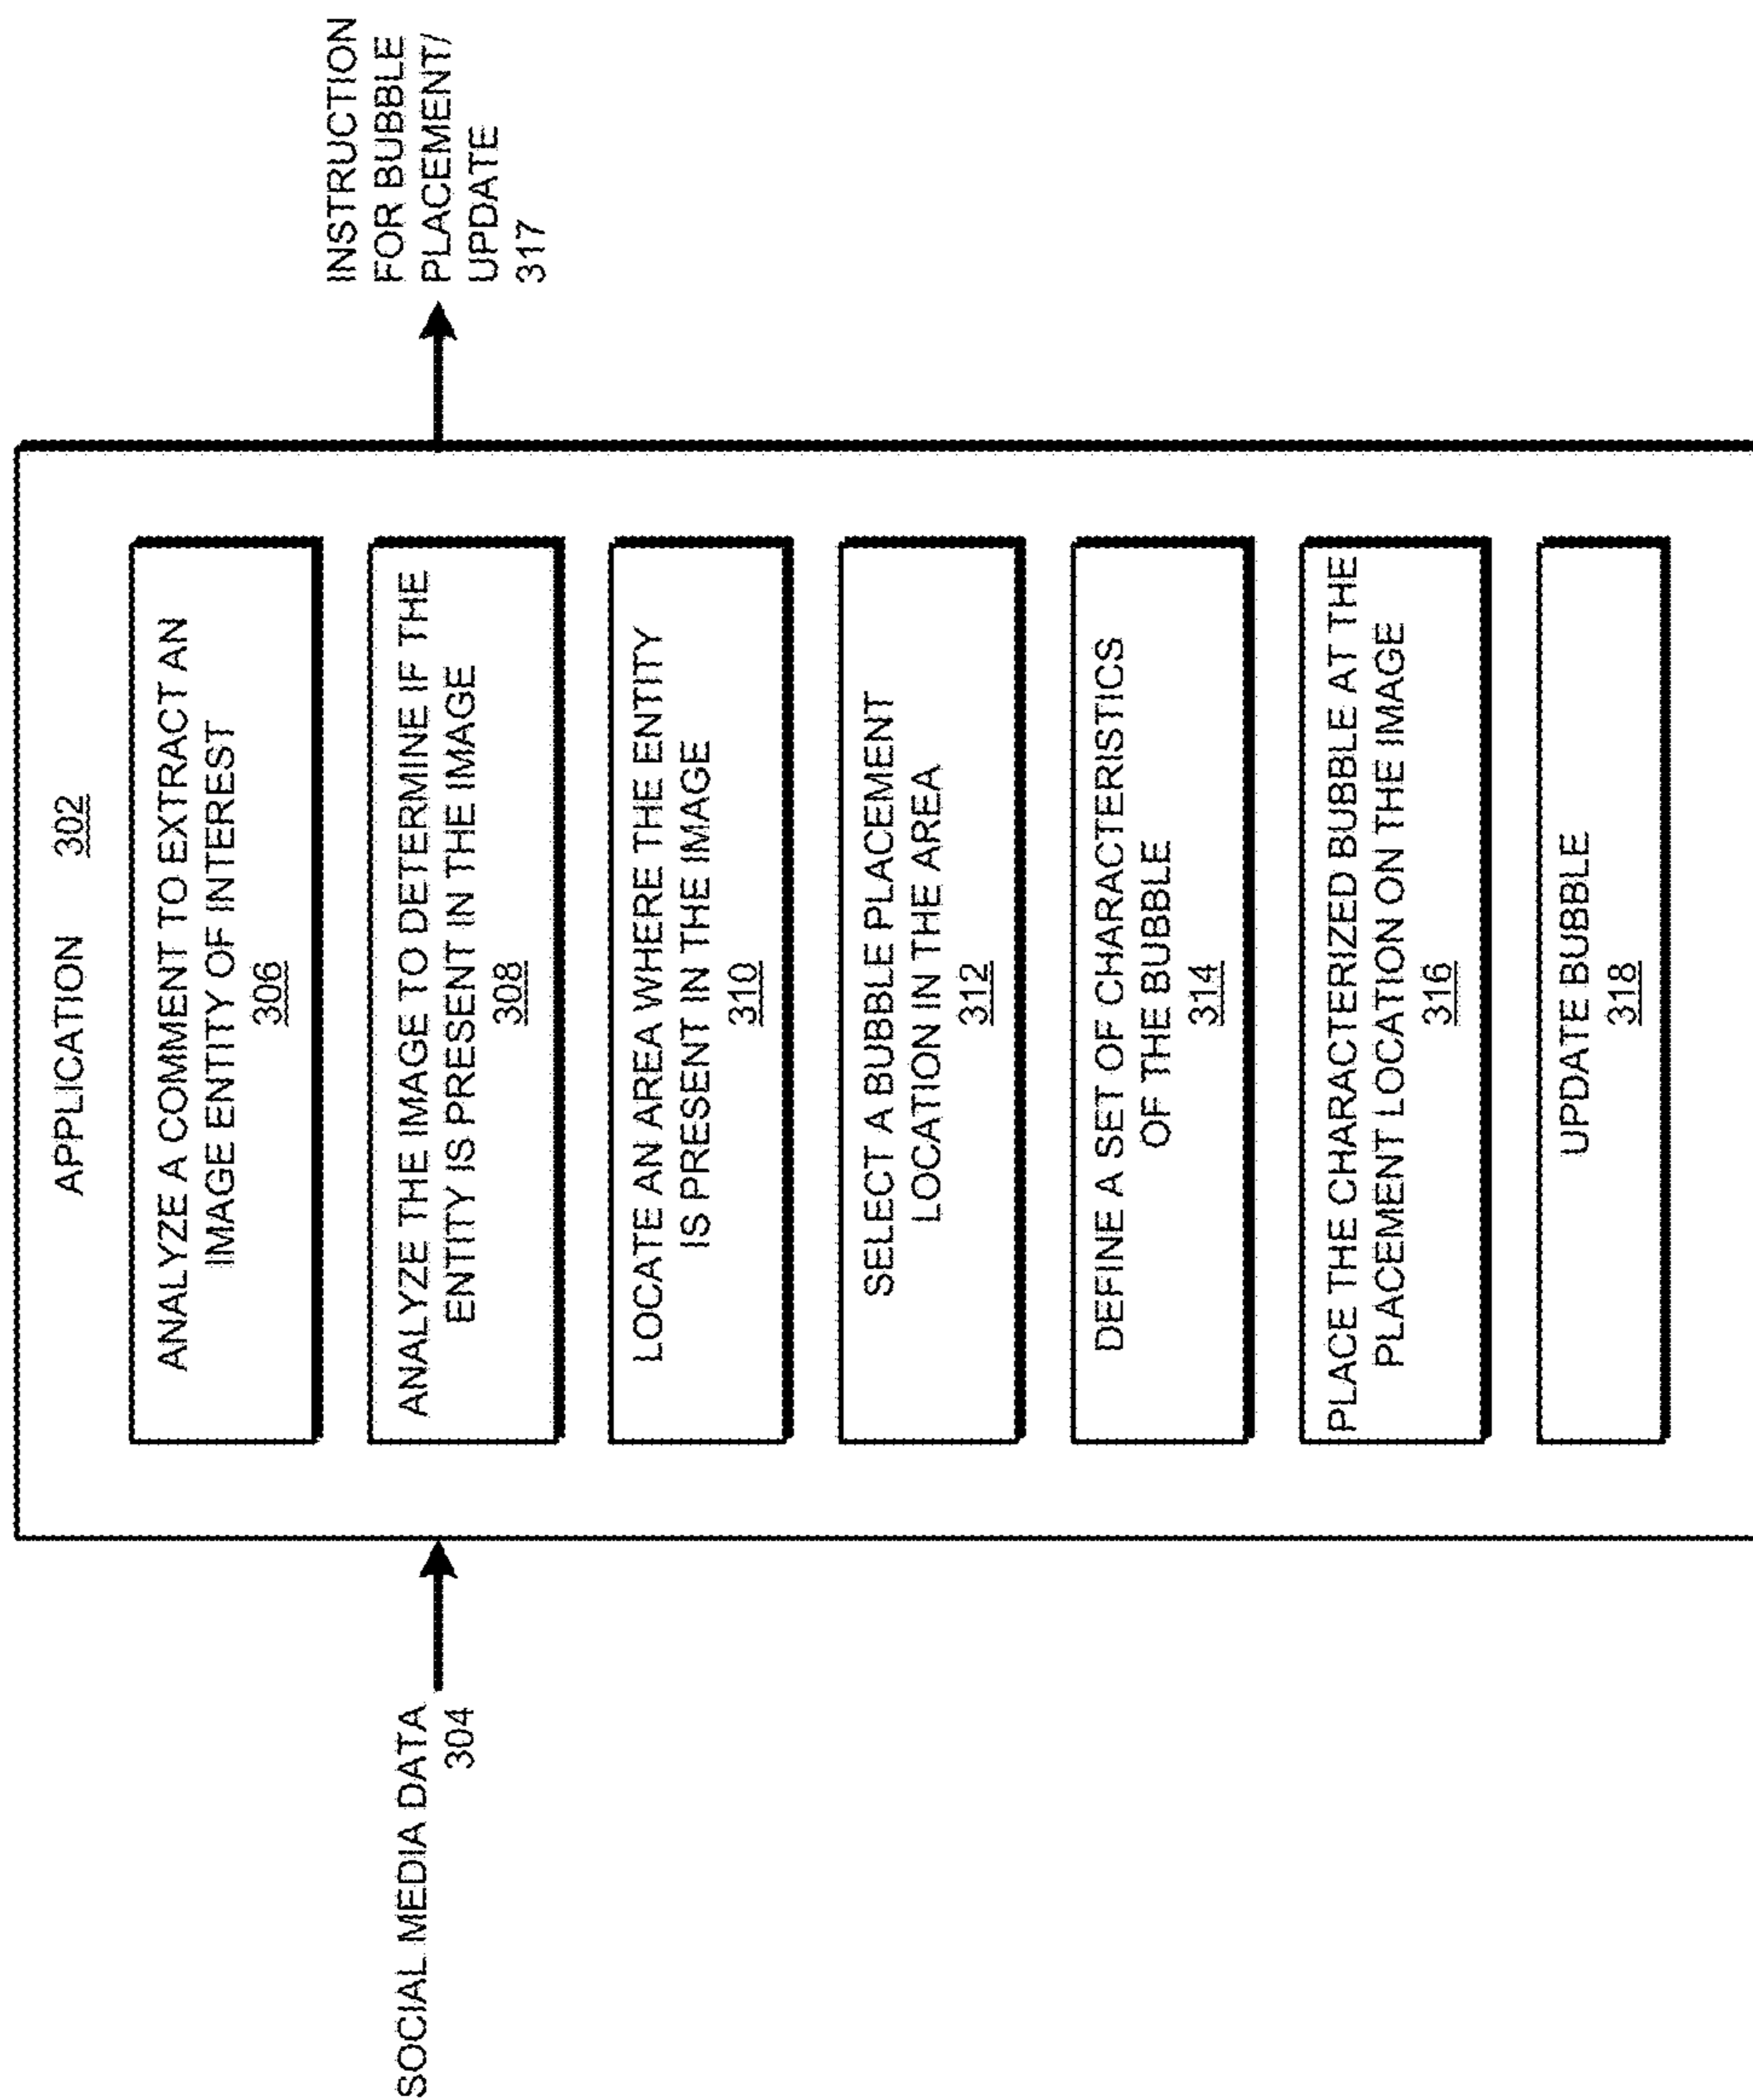 SOCIAL MEDIA DATA
304
APPLICATION 302
ANALYZE A COMMENT TO EXTRACT AN
IMAGE ENTITY OF INTEREST
306
ANALYZE THE IMAGE TO DETERMINE IF THE
ENTITY IS PRESENT IN THE IMAGE
308
LOCATE AN AREA WHERE THE ENTITY
IS PRESENT IN THE IMAGE
310
SELECT A BUBBLE PLACEMENT
LOCATION IN THE AREA
312
DEFINE A SET OF CHARACTERISTICS
OF THE BUBBLE
314
PLACE THE CHARACTERIZED BUBBLE AT THE
PLACEMENT LOCATION ON THE IMAGE
316
UPDATE BUBBLE
318
INSTRUCTION
FOR BUBBLE
PLACEMENT/
UPDATE
317